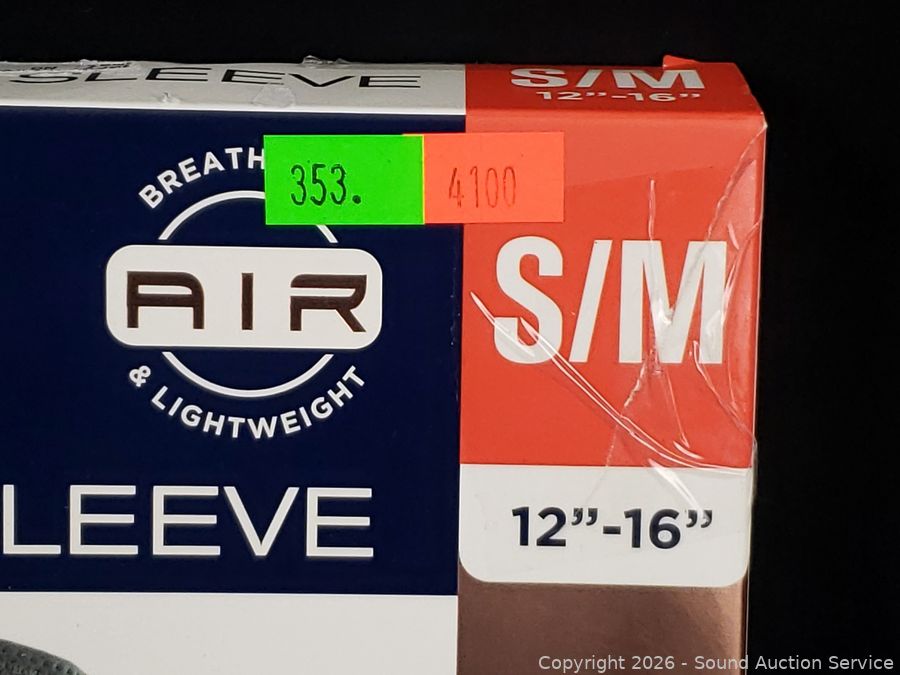 SLEEVE
S/M
12”-16”
BREATH
353.
4100
AIR
& LIGHTWEIGHT
S/M
LEEVE
12”-16”
Copyright 2026 - Sound Auction Service